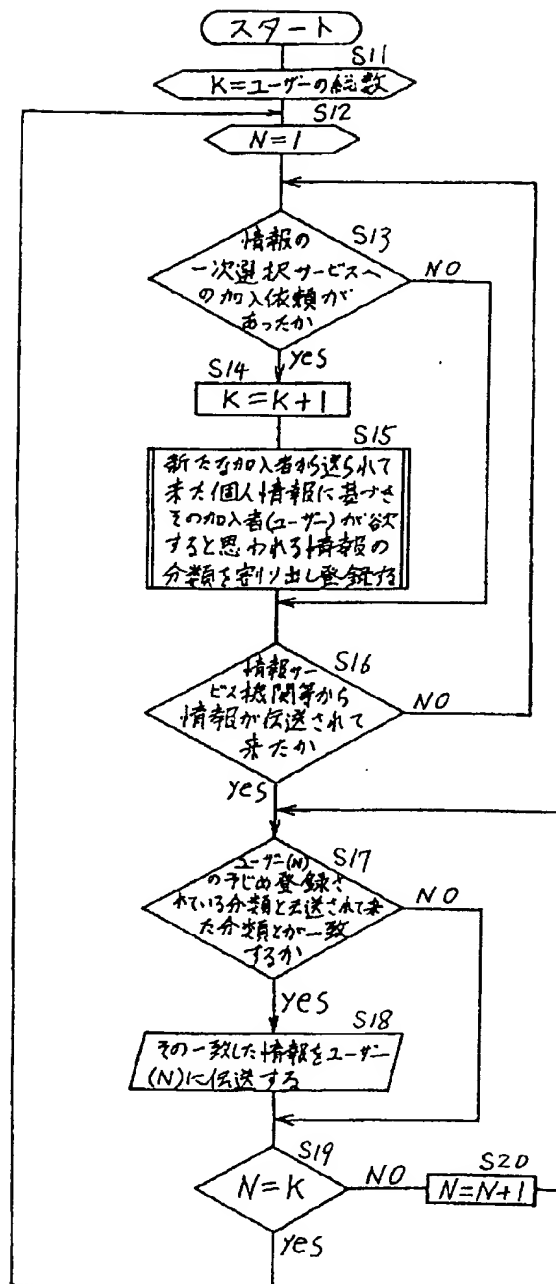 スタート
S11
K=ユーザーの総数
S12
N=1
S13
情報の
一次選択サービスへ
の加入依頼が
あったか
NO
yes
S14
K=K+1
S15
新たな加入者から送られて
来た個人情報に基づき
その加入者(ユーザー)が欲
すると思われる情報の
分類を割り出し登録する
S16
情報サー
ビス機関等から
情報が伝送されて
来たか
NO
yes
S17
ユーザー(N)
の予じめ登録さ
れている分類と伝送されて来
た分類とが一致
するか
NO
yes
S18
その一致した情報をユーザー
(N)に伝送する
S19
N=K
NO
S20
N=N+1
yes